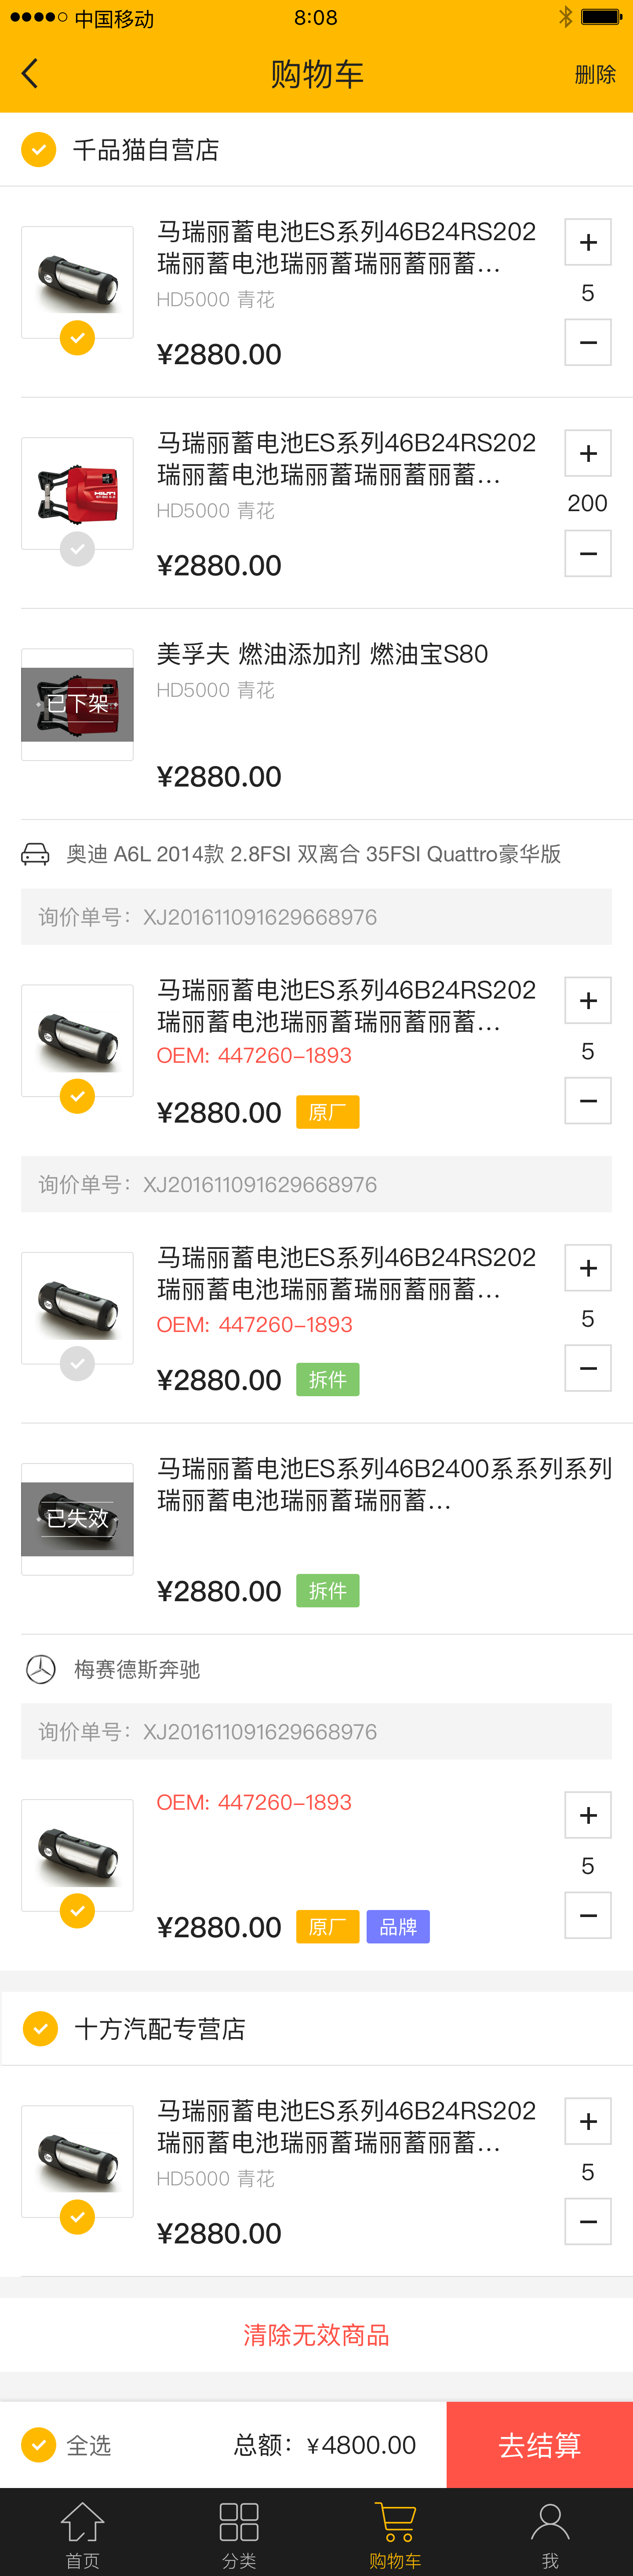 中国移动 8:08
购物车 删除
千品猫自营店
马瑞丽蓄电池ES系列46B24RS202
瑞丽蓄电池瑞丽蓄瑞丽蓄丽蓄...
HD5000 青花
¥2880.00
+
5
−
马瑞丽蓄电池ES系列46B24RS202
瑞丽蓄电池瑞丽蓄瑞丽蓄丽蓄...
HD5000 青花
¥2880.00
+
200
−
HILTI
美孚夫 燃油添加剂 燃油宝S80
HD5000 青花
已下架
¥2880.00
奥迪 A6L 2014款 2.8FSI 双离合 35FSI Quattro豪华版
询价单号：XJ201611091629668976
马瑞丽蓄电池ES系列46B24RS202
瑞丽蓄电池瑞丽蓄瑞丽蓄丽蓄...
OEM: 447260-1893
¥2880.00 原厂
+
5
−
询价单号：XJ201611091629668976
马瑞丽蓄电池ES系列46B24RS202
瑞丽蓄电池瑞丽蓄瑞丽蓄丽蓄...
OEM: 447260-1893
¥2880.00 拆件
+
5
−
马瑞丽蓄电池ES系列46B2400系系列系列
瑞丽蓄电池瑞丽蓄瑞丽蓄...
已失效
¥2880.00 拆件
梅赛德斯奔驰
询价单号：XJ201611091629668976
OEM: 447260-1893
¥2880.00 原厂 品牌
+
5
−
十方汽配专营店
马瑞丽蓄电池ES系列46B24RS202
瑞丽蓄电池瑞丽蓄瑞丽蓄丽蓄...
HD5000 青花
¥2880.00
+
5
−
清除无效商品
全选 总额：¥4800.00 去结算
首页 分类 购物车 我